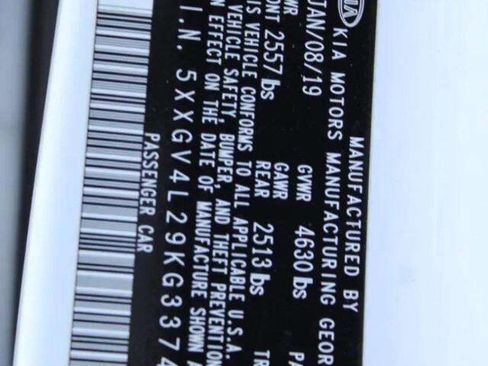 KIA
MANUFACTURED BY
KIA MOTORS MANUFACTURING GEOR
JAN/08/19 GVWR 4630 lbs
GAWR
2557 lbs REAR 2513 lbs
IS VEHICLE CONFORMS TO ALL APPLICABLE U.S.A.
VEHICLE SAFETY, BUMPER, AND THEFT PREVENTION
N EFFECT ON THE DATE OF MANUFACTURE SHOWN A
I.N. 5XXGV4L29KG3374
PASSENGER CAR